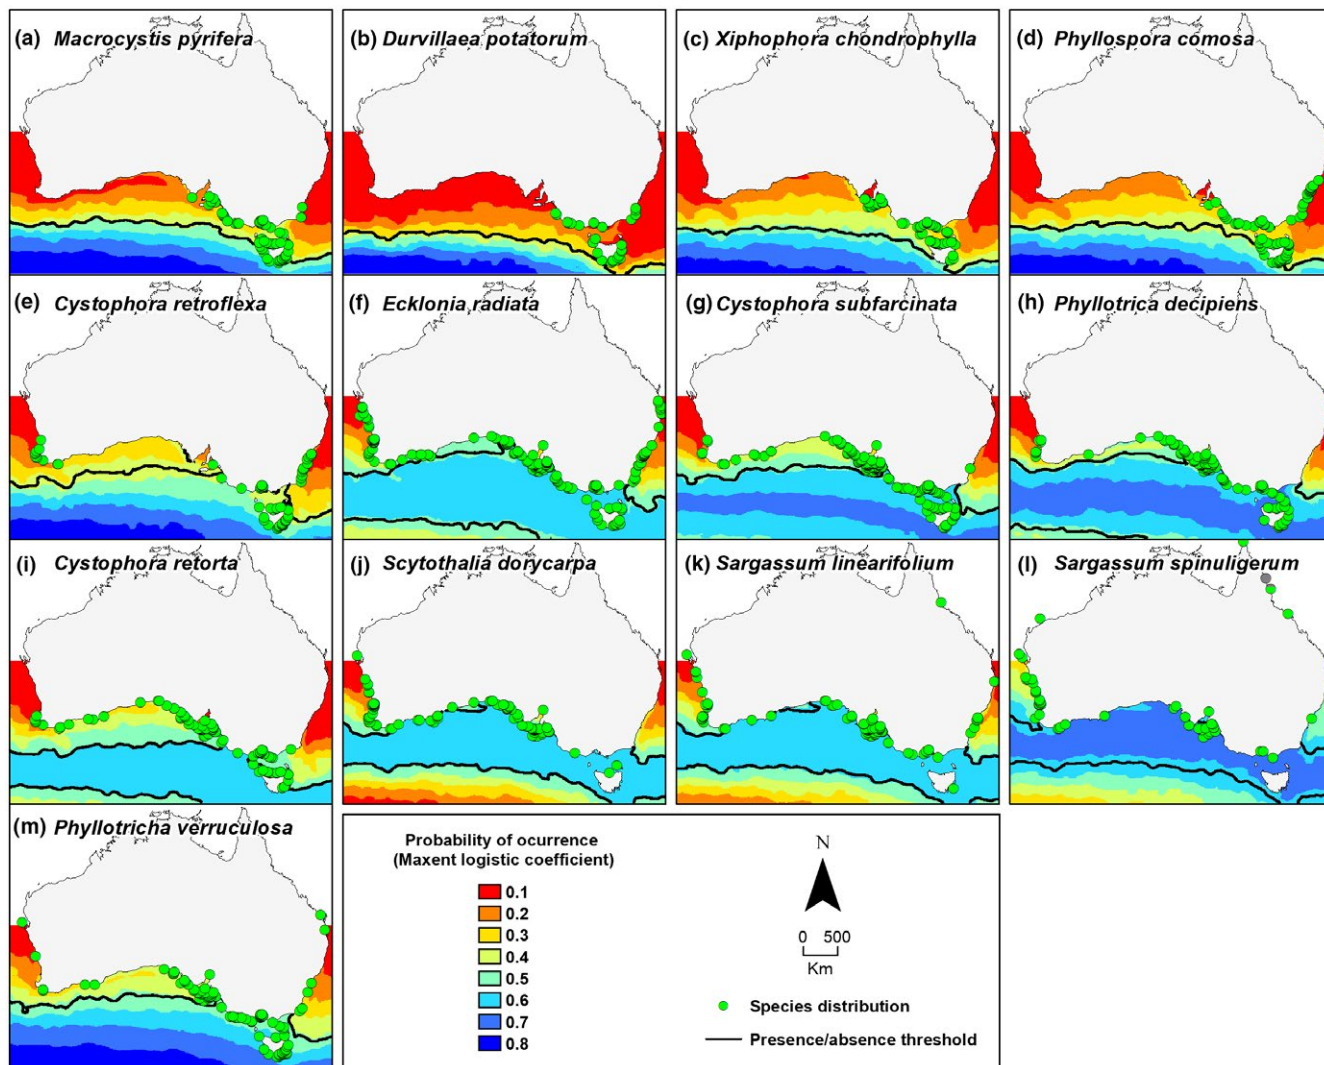 (a) Macrocystis pyrifera
(b) Durvillaea potatorum
(c) Xiphophora chondrophylla
(d) Phyllospora comosa
(e) Cystophora retroflexa
(f) Ecklonia radiata
(g) Cystophora subfarcinata
(h) Phyllotrica decipiens
(i) Cystophora retorta
(j) Scytothalia dorycarpa
(k) Sargassum linearifolium
(l) Sargassum spinuligerum
(m) Phyllotricha verruculosa
Probability of ocurrence
(Maxent logistic coefficient)
0.1
0.2
0.3
0.4
0.5
0.6
0.7
0.8
N
0 500
Km
Species distribution
Presence/absence threshold